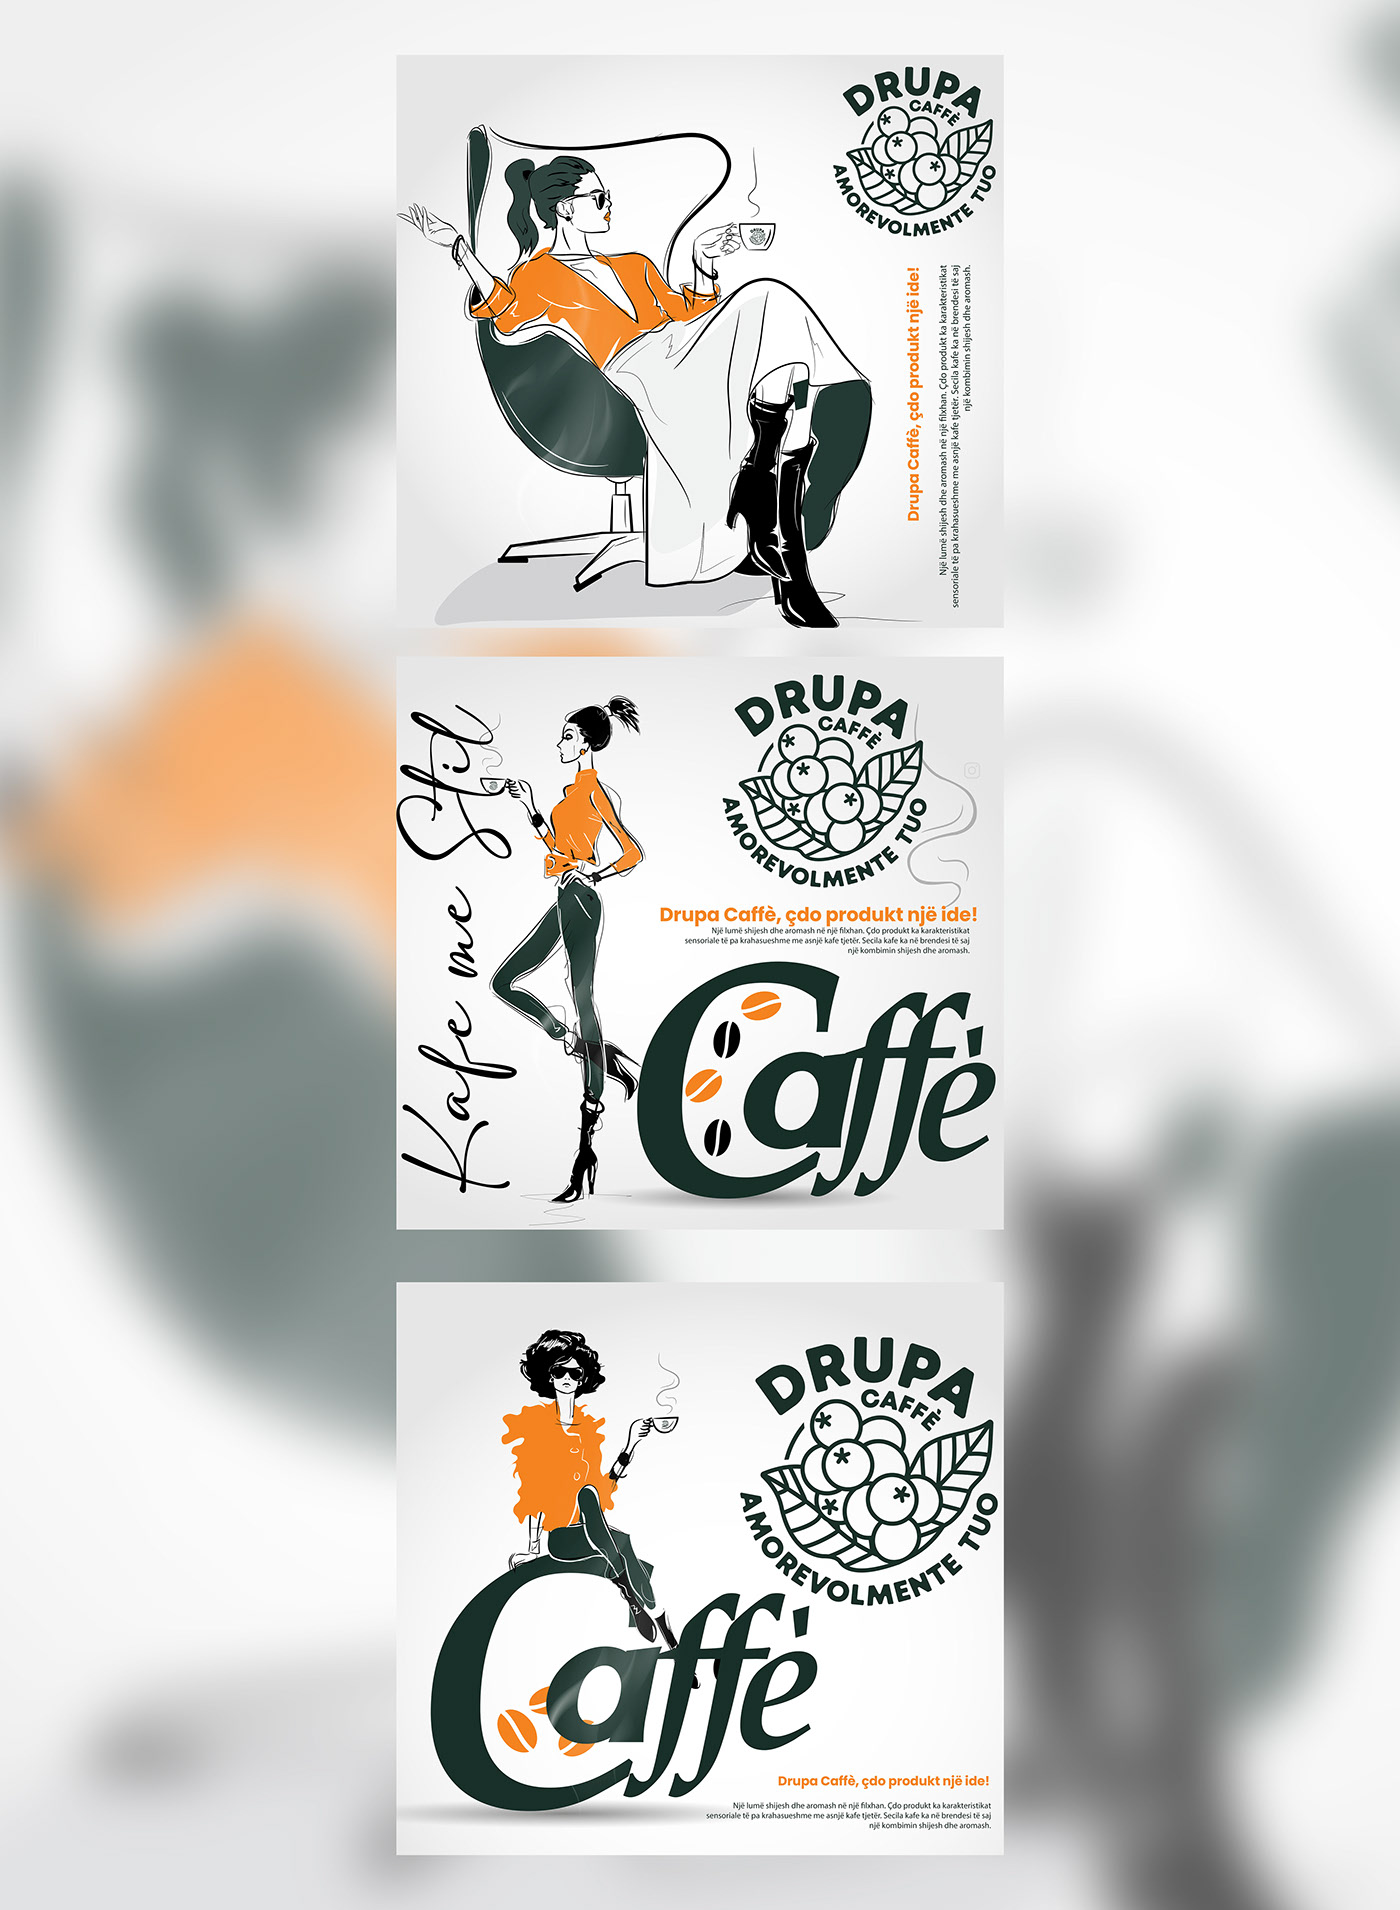 DRUPA
CAFFÈ
AMOREVOLMENTE TUO
Drupa Caffè, çdo produkt një ide!
Një lumë shijesh dhe aromash në një filxhan. Çdo produkt ka karakteristikat
sensoriale të pa krahasueshme me asnjë kafe tjetër. Secila kafe ka në brendesi të saj
një kombimin shijesh dhe aromash.
Kafe me Stil
DRUPA
CAFFÈ
AMOREVOLMENTE TUO
Drupa Caffè, çdo produkt një ide!
Një lumë shijesh dhe aromash në një filxhan. Çdo produkt ka karakteristikat
sensoriale të pa krahasueshme me asnjë kafe tjetër. Secila kafe ka në brendesi të saj
një kombimin shijesh dhe aromash.
Caffè
DRUPA
CAFFÈ
AMOREVOLMENTE TUO
Caffè
Drupa Caffè, çdo produkt një ide!
Një lumë shijesh dhe aromash në një filxhan. Çdo produkt ka karakteristikat
sensoriale të pa krahasueshme me asnjë kafe tjetër. Secila kafe ka në brendesi të saj
një kombimin shijesh dhe aromash.